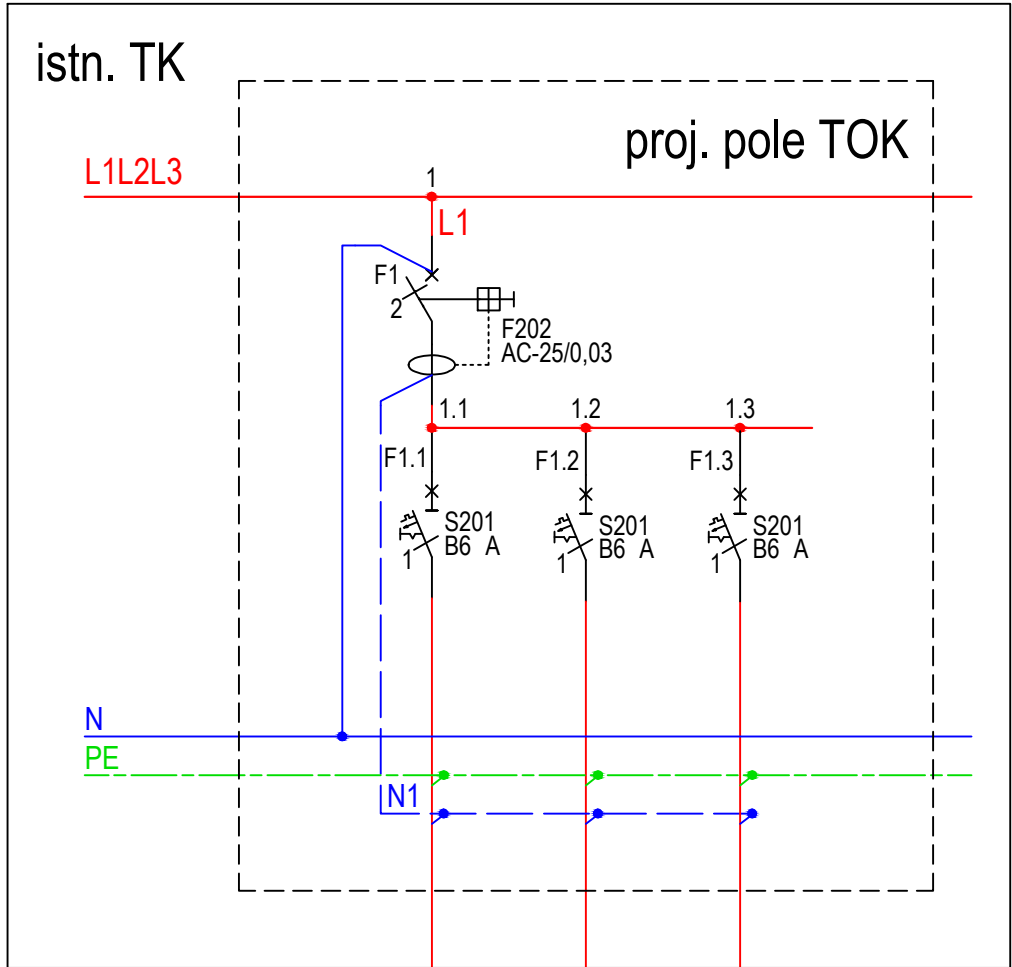 istn. TK
proj. pole TOK
L1L2L3
1
L1
F1
2
F202
AC-25/0,03
1.1
1.2
1.3
F1.1
F1.2
F1.3
S201
B6 A
1
S201
B6 A
1
S201
B6 A
1
N
PE
N1